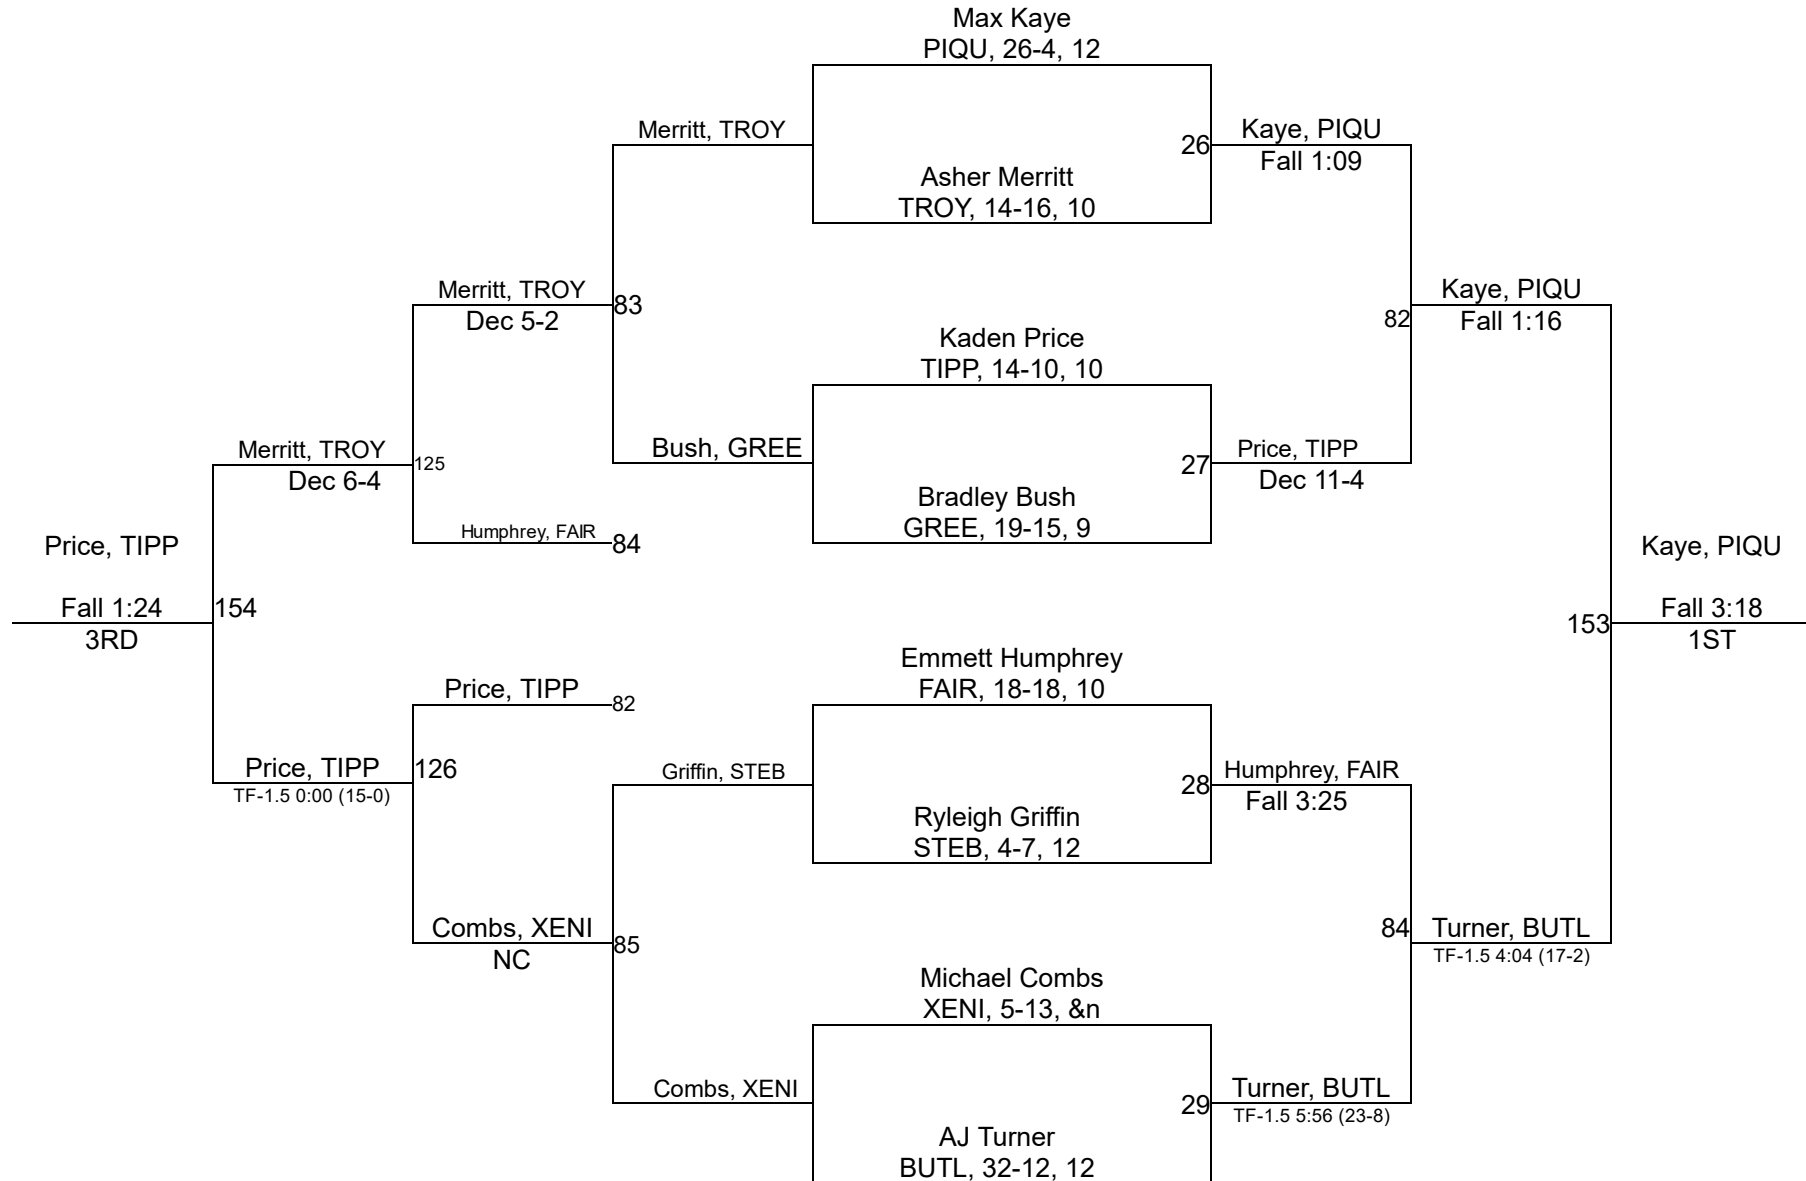 Max Kaye
PIQU, 26-4, 12
Merritt, TROY
26
Kaye, PIQU
Fall 1:09
Asher Merritt
TROY, 14-16, 10
Merritt, TROY
Dec 5-2
83
Kaye, PIQU
Fall 1:16
82
Kaden Price
TIPP, 14-10, 10
Merritt, TROY
Dec 6-4
125
Bush, GREE
27
Price, TIPP
Dec 11-4
Bradley Bush
GREE, 19-15, 9
Humphrey, FAIR
84
Price, TIPP
Fall 1:24
3RD
154
Kaye, PIQU
Fall 3:18
1ST
153
Emmett Humphrey
FAIR, 18-18, 10
Price, TIPP
82
Price, TIPP
TF-1.5 0:00 (15-0)
126
Griffin, STEB
28
Humphrey, FAIR
Fall 3:25
Ryleigh Griffin
STEB, 4-7, 12
Combs, XENI
NC
85
84
Turner, BUTL
TF-1.5 4:04 (17-2)
Michael Combs
XENI, 5-13, &n
Combs, XENI
29
Turner, BUTL
TF-1.5 5:56 (23-8)
AJ Turner
BUTL, 32-12, 12